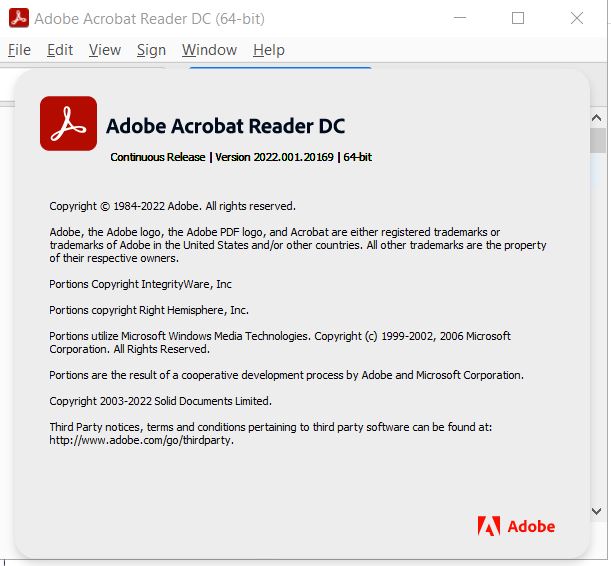 Adobe Acrobat Reader DC (64-bit)
File Edit View Sign Window Help
Adobe Acrobat Reader DC
Continuous Release | Version 2022.001.20169 | 64-bit
Copyright © 1984-2022 Adobe. All rights reserved.
Adobe, the Adobe logo, the Adobe PDF logo, and Acrobat are either registered trademarks or
trademarks of Adobe in the United States and/or other countries. All other trademarks are the property
of their respective owners.
Portions Copyright IntegrityWare, Inc
Portions copyright Right Hemisphere, Inc.
Portions utilize Microsoft Windows Media Technologies. Copyright (c) 1999-2002, 2006 Microsoft
Corporation. All Rights Reserved.
Portions are the result of a cooperative development process by Adobe and Microsoft Corporation.
Copyright 2003-2022 Solid Documents Limited.
Third Party notices, terms and conditions pertaining to third party software can be found at:
http://www.adobe.com/go/thirdparty.
Adobe